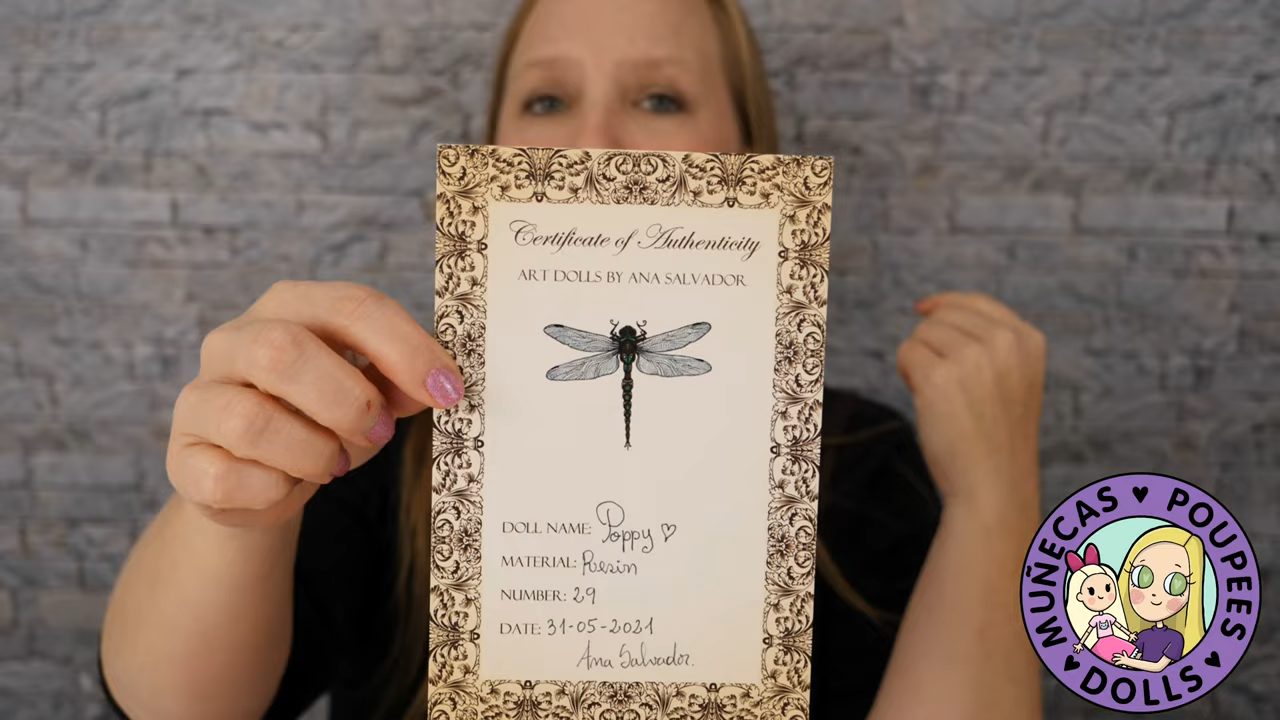 Certificate of Authenticity
ART DOLLS BY ANA SALVADOR
DOLL NAME: Poppy ♡
MATERIAL: Resin
NUMBER: 29
DATE: 31-05-2021
Ana Salvador.
MUÑECAS ♥ POUPEES ♥ DOLLS ♥